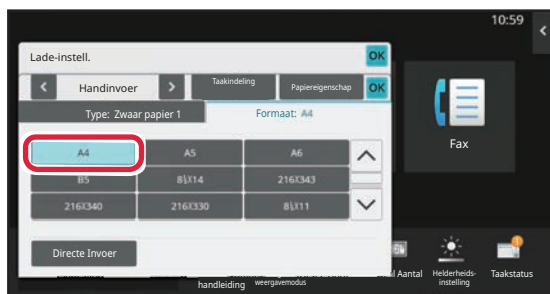 10:59
Lade-instell.
OK
Handinvoer
Taakindeling
Papiereigenschap
OK
Type: Zwaar papier 1
Formaat: A4
Fax
A4
A5
A6
B5
8½X14
216X343
216X340
216X330
8½X11
Directe Invoer
Aantal
Helderheids-
instelling
Taakstatus
handleiding
weergavemodus